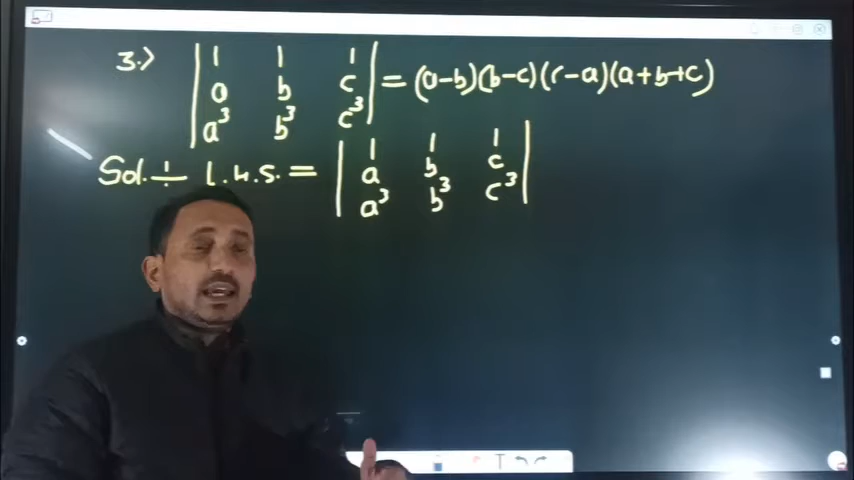 3.> | 1 1 1 | = (a-b)(b-c)(c-a)(a+b+c)
| a b c |
| a³ b³ c³ |
Sol. ÷ L.H.S. = | 1 1 1 |
| a b c |
| a³ b³ c³ |
T